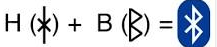 H (ᚼ) + B (ᛒ) =